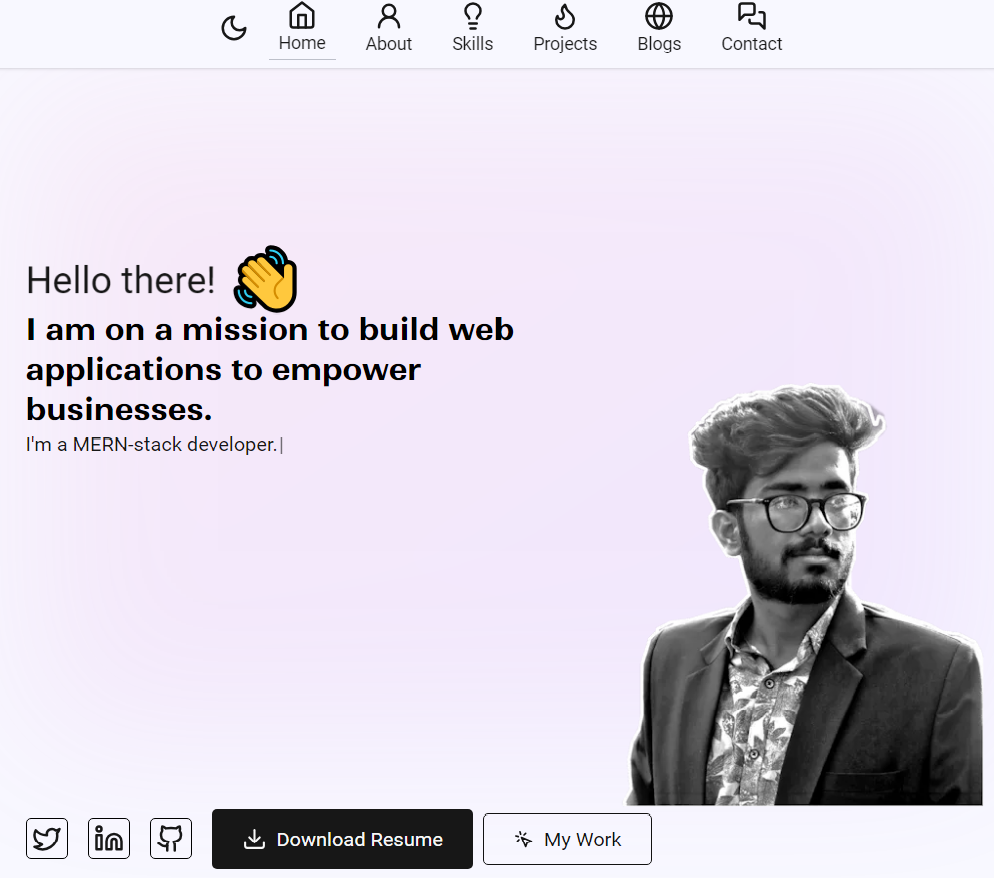 Home
About
Skills
Projects
Blogs
Contact
Hello there!
I am on a mission to build web
applications to empower
businesses.
I'm a MERN-stack developer.|
Download Resume
My Work